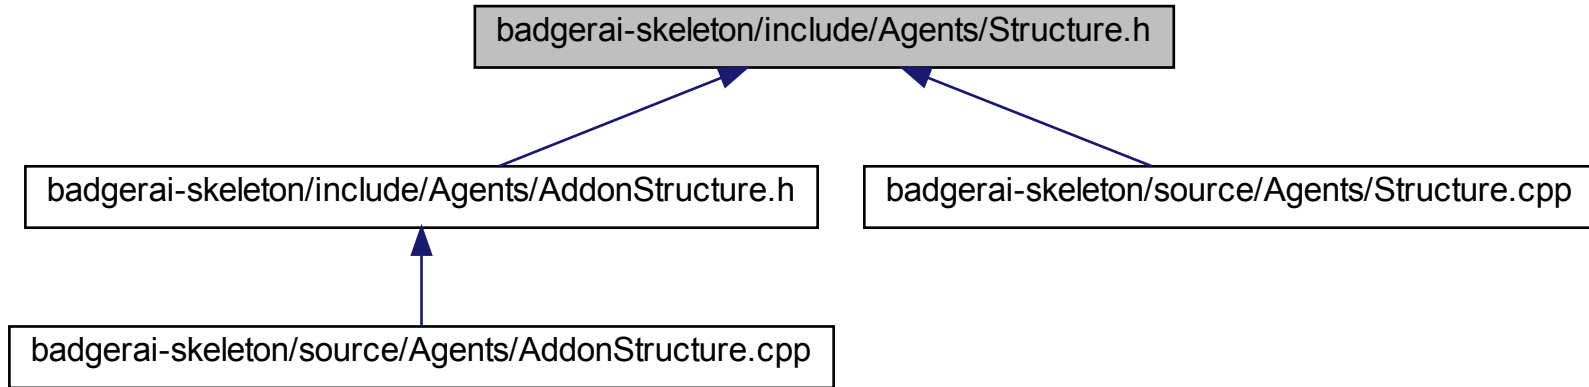 badgerai-skeleton/include/Agents/Structure.h
badgerai-skeleton/include/Agents/AddonStructure.h
badgerai-skeleton/source/Agents/Structure.cpp
badgerai-skeleton/source/Agents/AddonStructure.cpp